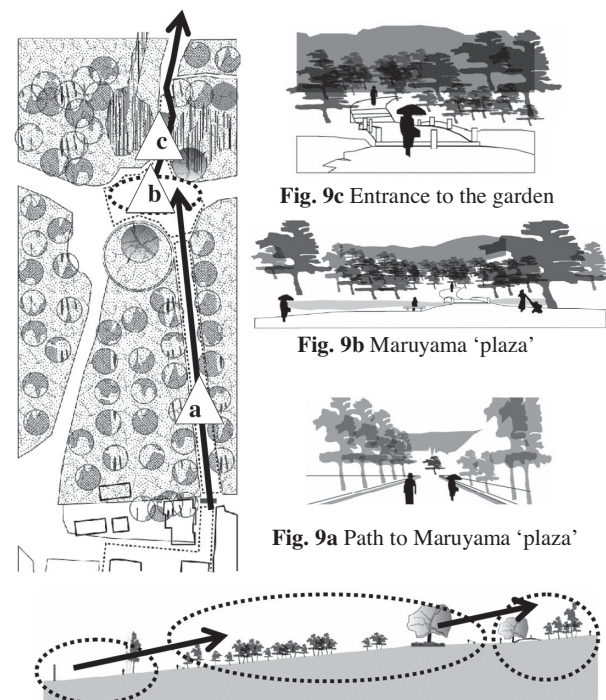 c
b
a
Fig. 9c Entrance to the garden
Fig. 9b Maruyama ‘plaza’
Fig. 9a Path to Maruyama ‘plaza’